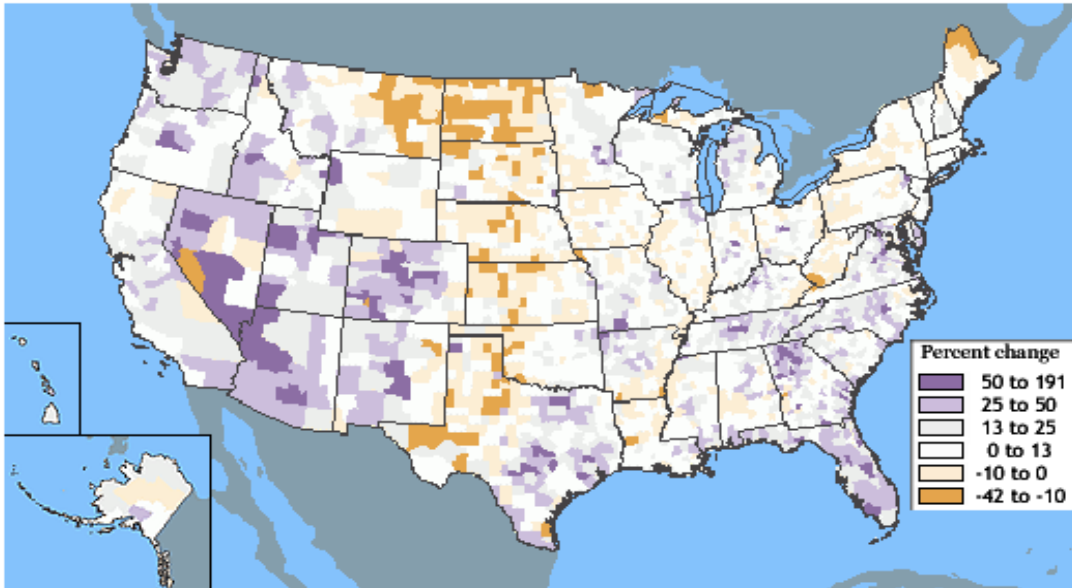 Percent change
50 to 191
25 to 50
13 to 25
0 to 13
-10 to 0
-42 to -10